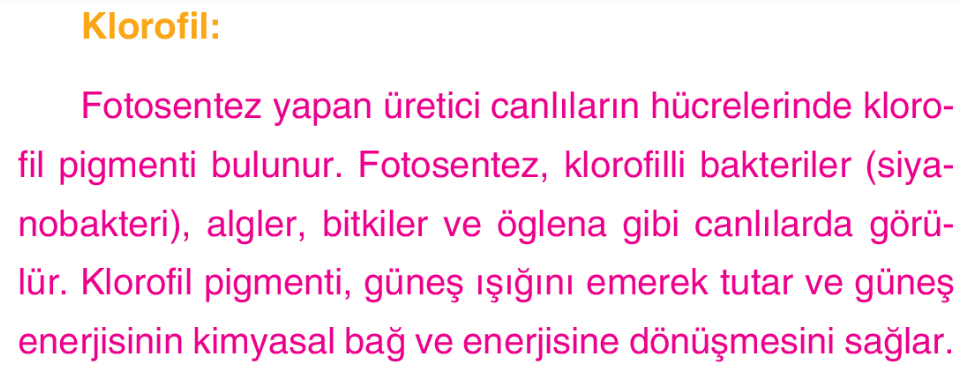 Klorofil:
Fotosentez yapan üretici canlıların hücrelerinde kloro-
fil pigmenti bulunur. Fotosentez, klorofilli bakteriler (siya-
nobakteri), algler, bitkiler ve öglena gibi canlılarda görü-
lür. Klorofil pigmenti, güneş ışığını emerek tutar ve güneş
enerjisinin kimyasal bağ ve enerjisine dönüşmesini sağlar.